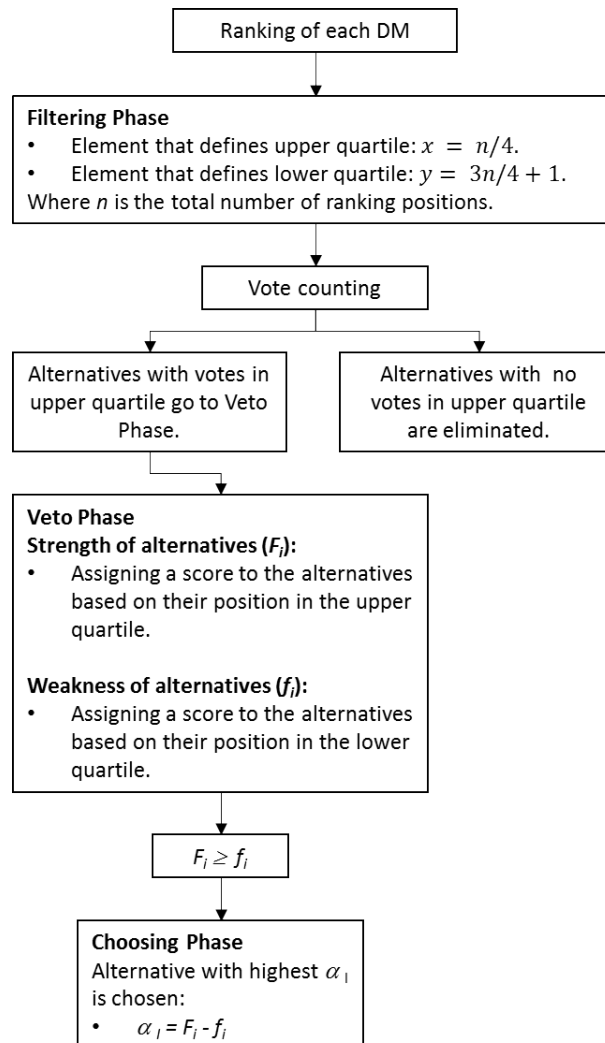 Ranking of each DM
Filtering Phase
• Element that defines upper quartile: x = n/4.
• Element that defines lower quartile: y = 3n/4 + 1.
Where n is the total number of ranking positions.
Vote counting
Alternatives with votes in
upper quartile go to Veto
Phase.
Alternatives with no
votes in upper quartile
are eliminated.
Veto Phase
Strength of alternatives (Fi):
• Assigning a score to the alternatives
based on their position in the upper
quartile.
Weakness of alternatives (fi):
• Assigning a score to the alternatives
based on their position in the lower
quartile.
Fi ≥ fi
Choosing Phase
Alternative with highest α I
is chosen:
• α I = Fi - fi